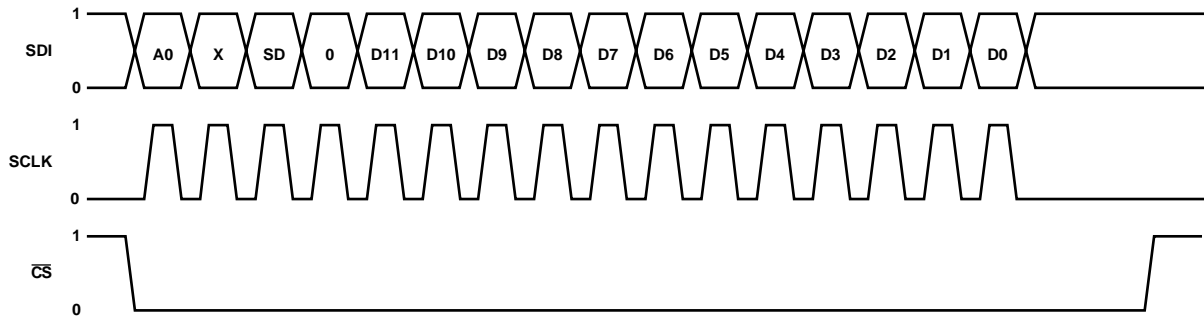 1
SDI
A0 X SD 0 D11 D10 D9 D8 D7 D6 D5 D4 D3 D2 D1 D0
0
1
SCLK
0
1
CS
0